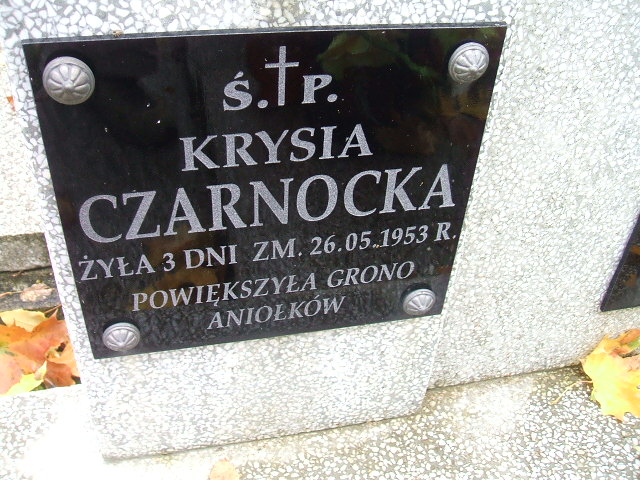 Ś.†P.
KRYSIA
CZARNOCKA
ŻYŁA 3 DNI ZM. 26.05.1953 R.
POWIĘKSZYŁA GRONO
ANIOŁKÓW